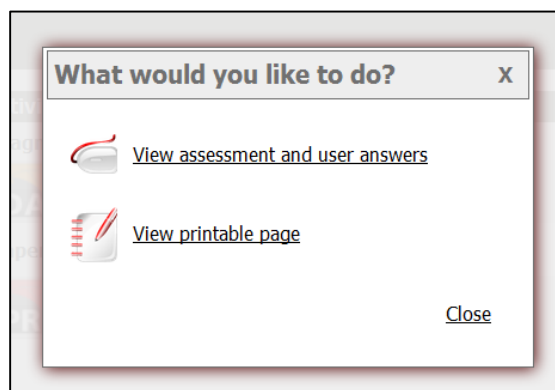 What would you like to do? X
View assessment and user answers
View printable page
Close